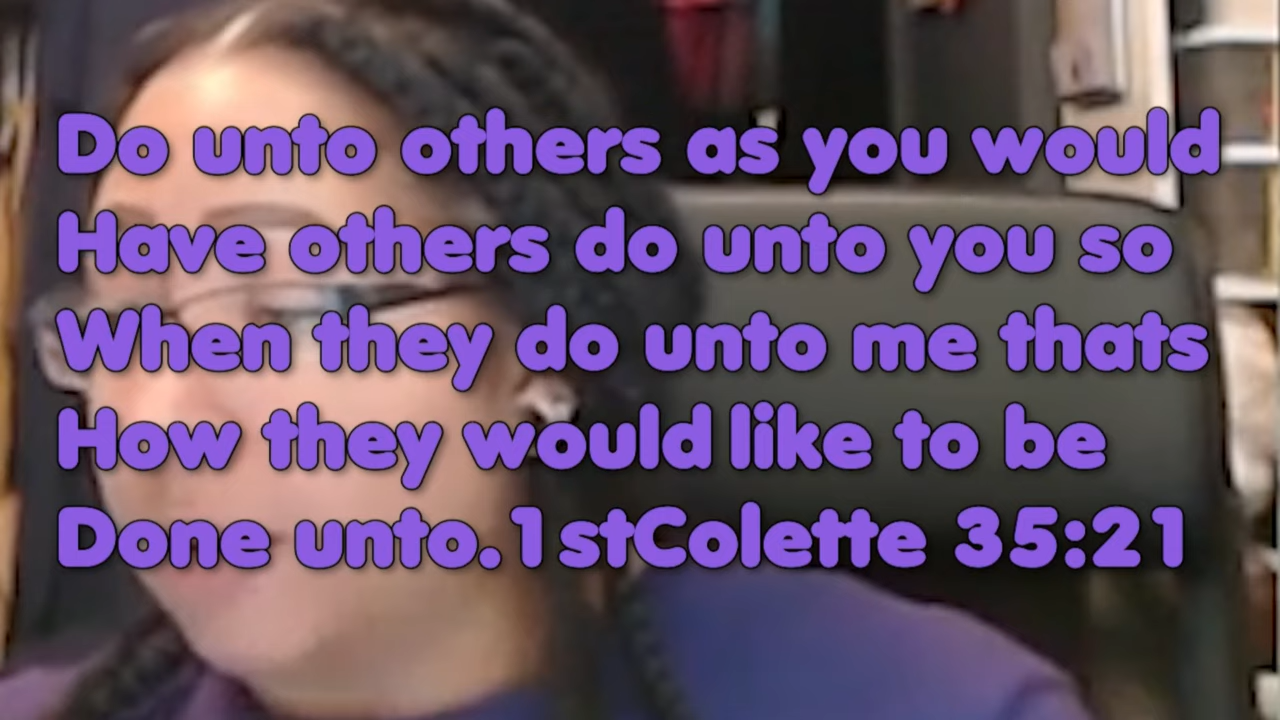 Do unto others as you would
Have others do unto you so
When they do unto me thats
How they would like to be
Done unto.1stColette 35:21